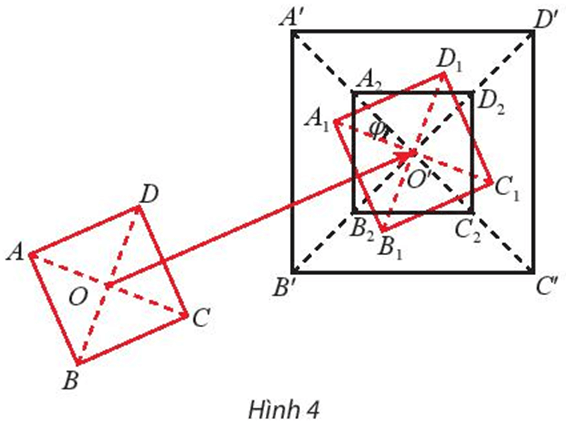 A' D'
D₁
A₂
D₂
A₁
φ
O'
C₁
D
B₂ C₂
B₁
A
O
C
B' C'
B
Hình 4